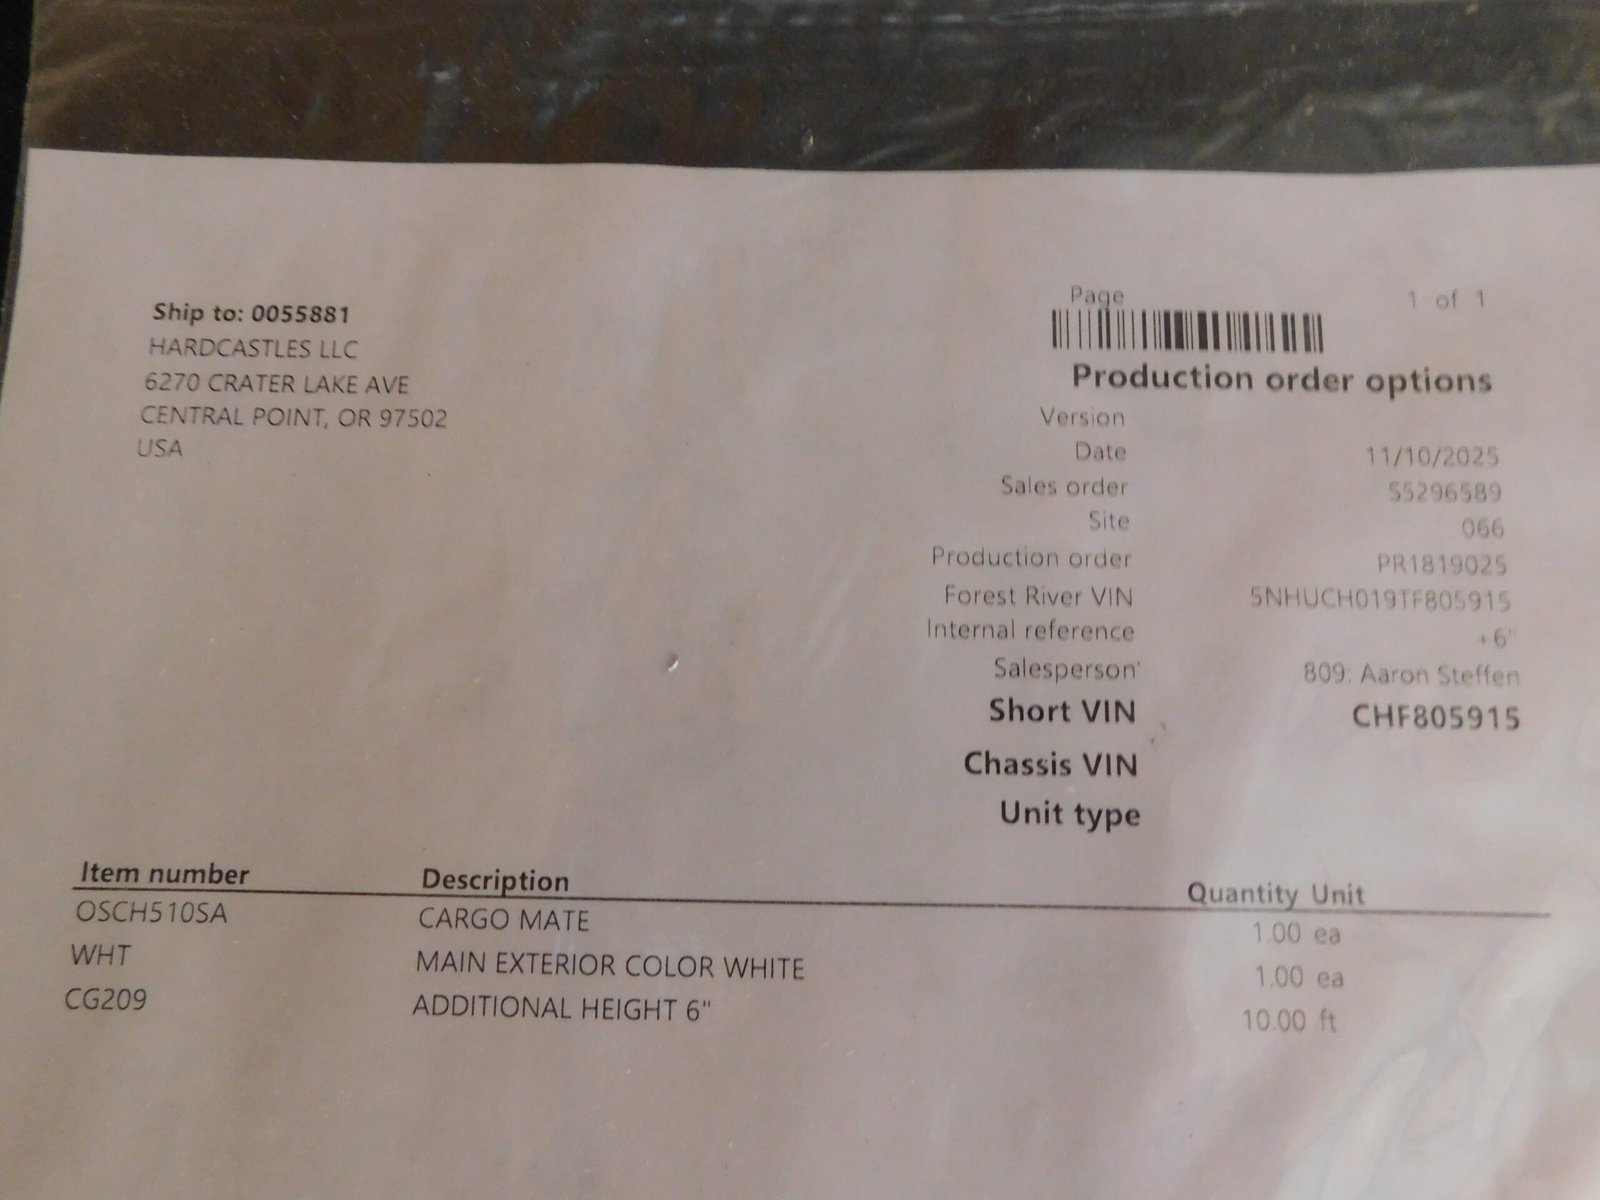 Page 1 of 1
Ship to: 0055881
HARDCASTLES LLC
6270 CRATER LAKE AVE
CENTRAL POINT, OR 97502
USA
Production order options
Version
Date 11/10/2025
Sales order S5296589
Site 066
Production order PR1819025
Forest River VIN 5NHUCH019TF805915
Internal reference +6"
Salesperson 809: Aaron Steffen
Short VIN CHF805915
Chassis VIN
Unit type
Item number Description Quantity Unit
OSCH510SA CARGO MATE 1.00 ea
WHT MAIN EXTERIOR COLOR WHITE 1.00 ea
CG209 ADDITIONAL HEIGHT 6" 10.00 ft